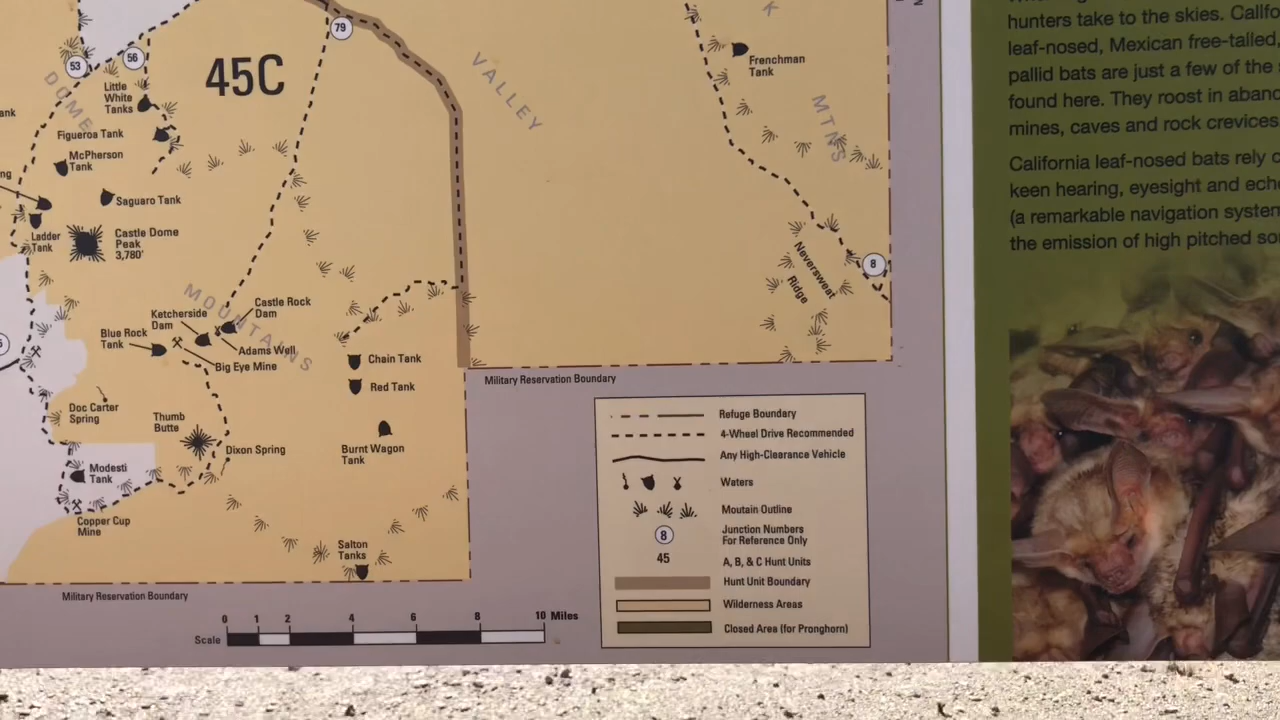 79
53
56
45C
DOME
VALLEY
K
MTNS
Frenchman
Tank
Little
White
Tanks
Figueroa Tank
McPherson
Tank
Saguaro Tank
Ladder
Tank
Castle Dome
Peak
3,780'
8
Neversweat
Ridge
MOUNTAINS
Ketcherside
Dam
Castle Rock
Dam
Blue Rock
Tank
Adams Well
Big Eye Mine
Chain Tank
Red Tank
Military Reservation Boundary
Doc Carter
Spring
Thumb
Butte
Burnt Wagon
Tank
Dixon Spring
Modesti
Tank
Copper Cup
Mine
Salton
Tanks
Military Reservation Boundary
Scale
0 1 2 4 6 8 10 Miles
Refuge Boundary
4-Wheel Drive Recommended
Any High-Clearance Vehicle
Waters
Moutain Outline
8 Junction Numbers
For Reference Only
45 A, B, & C Hunt Units
Hunt Unit Boundary
Wilderness Areas
Closed Area (for Pronghorn)
hunters take to the skies.
leaf-nosed, Mexican free-tailed,
pallid bats are just a few of the
found here. They roost in
mines, caves and rock crevices
California leaf-nosed bats rely
keen hearing, eyesight and
(a remarkable navigation
the emission of high pitched